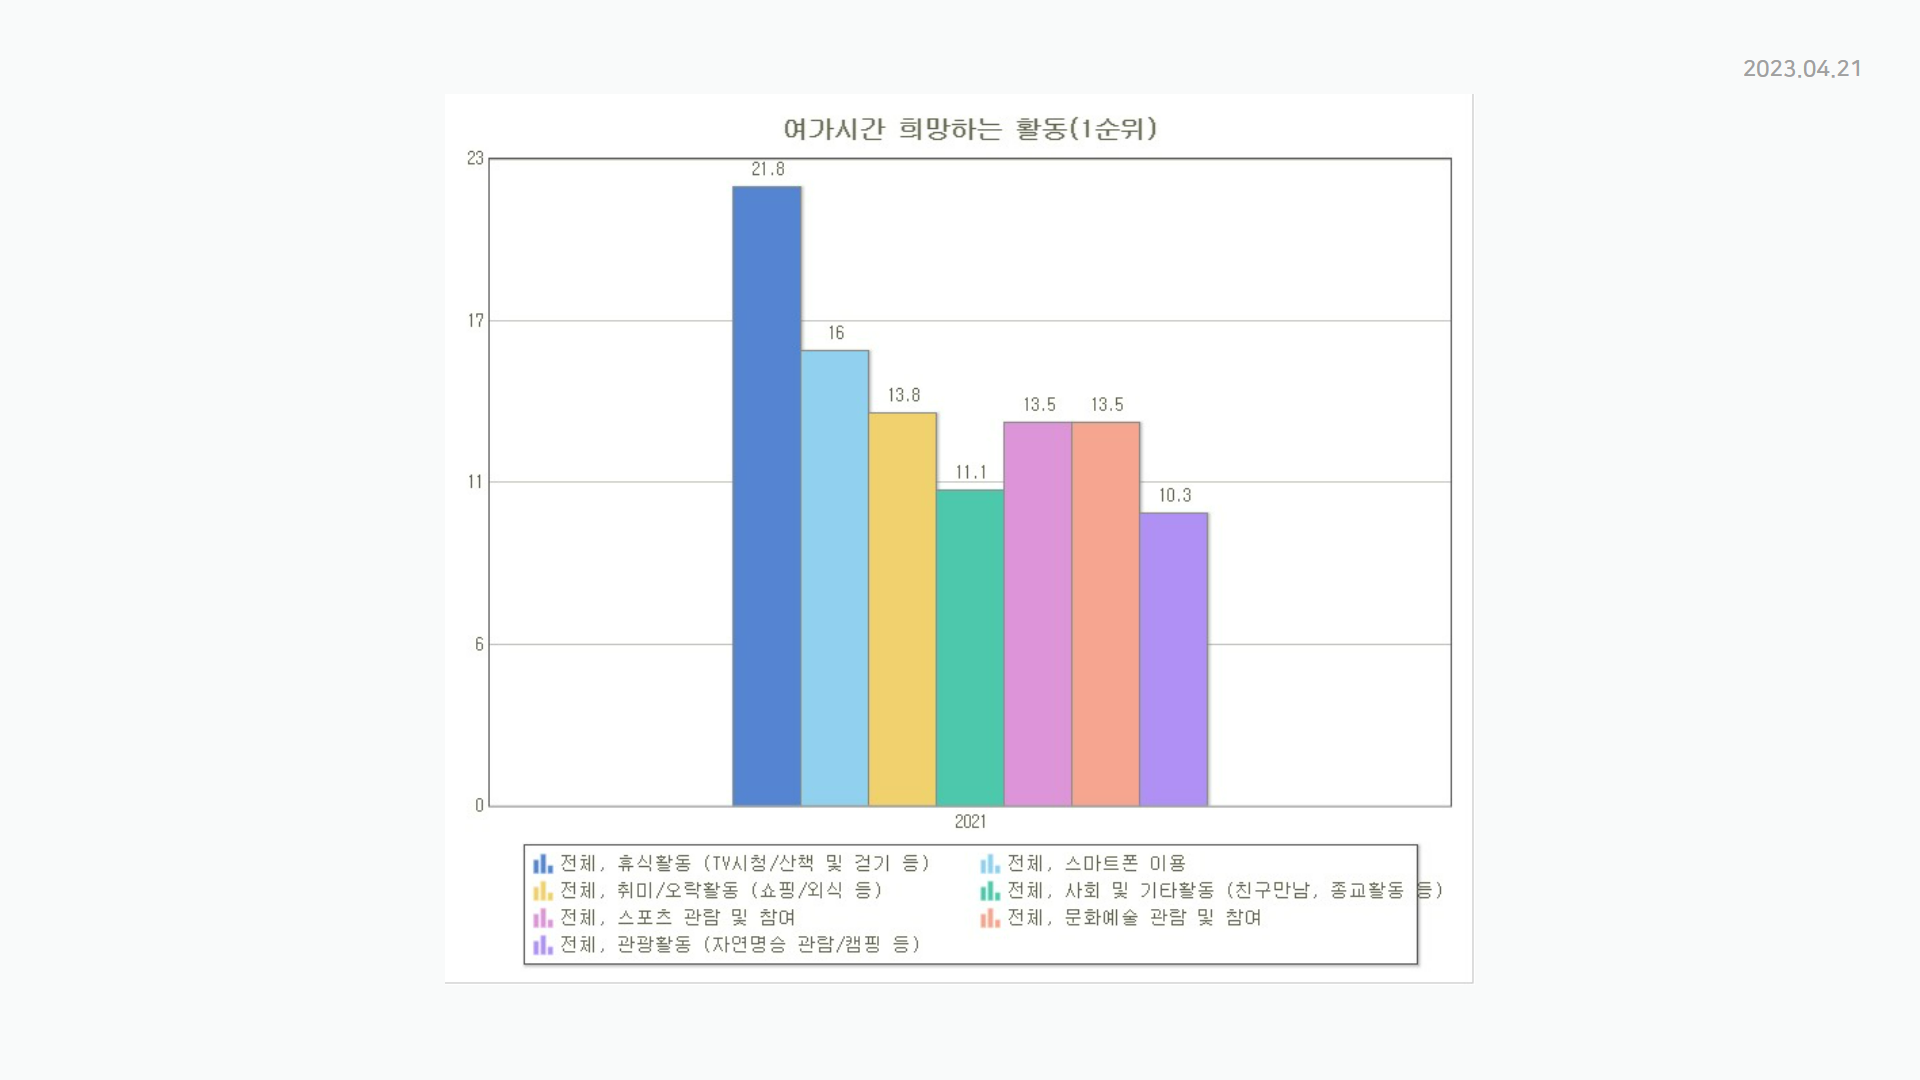 2023.04.21
여가시간 희망하는 활동(1순위)
23
21.8
17
16
13.8
13.5
13.5
11
11.1
10.3
6
0
2021
전체, 휴식활동 (TV시청/산책 및 걷기 등)
전체, 스마트폰 이용
전체, 취미/오락활동 (쇼핑/외식 등)
전체, 사회 및 기타활동 (친구만남, 종교활동 등)
전체, 스포츠 관람 및 참여
전체, 문화예술 관람 및 참여
전체, 관광활동 (자연명승 관람/캠핑 등)